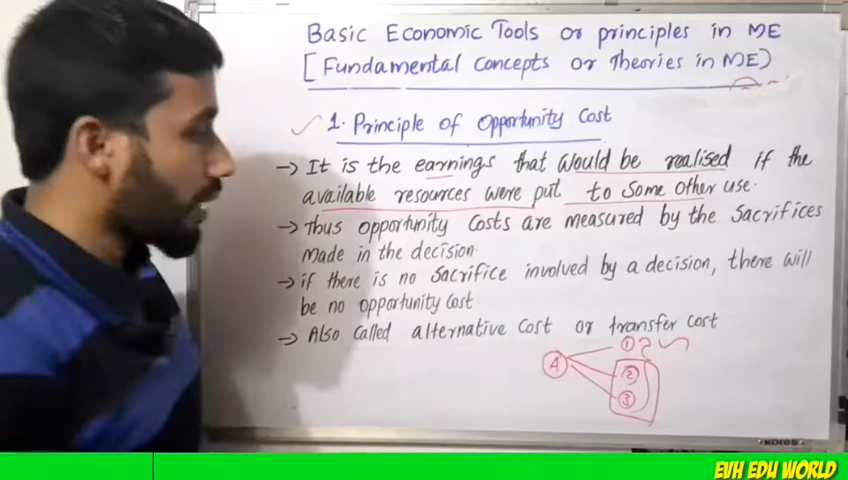 Basic Economic Tools or principles in ME
[Fundamental Concepts or Theories in ME)
1. Principle of Opportunity Cost
→ It is the earnings that would be realised if the
available resources were put to some other use.
→ Thus opportunity costs are measured by the sacrifices
made in the decision.
→ if there is no sacrifice involved by a decision, there will
be no opportunity cost
→ Also called alternative cost or transfer cost
A
1
2
3
KORES
EVH EDU WORLD